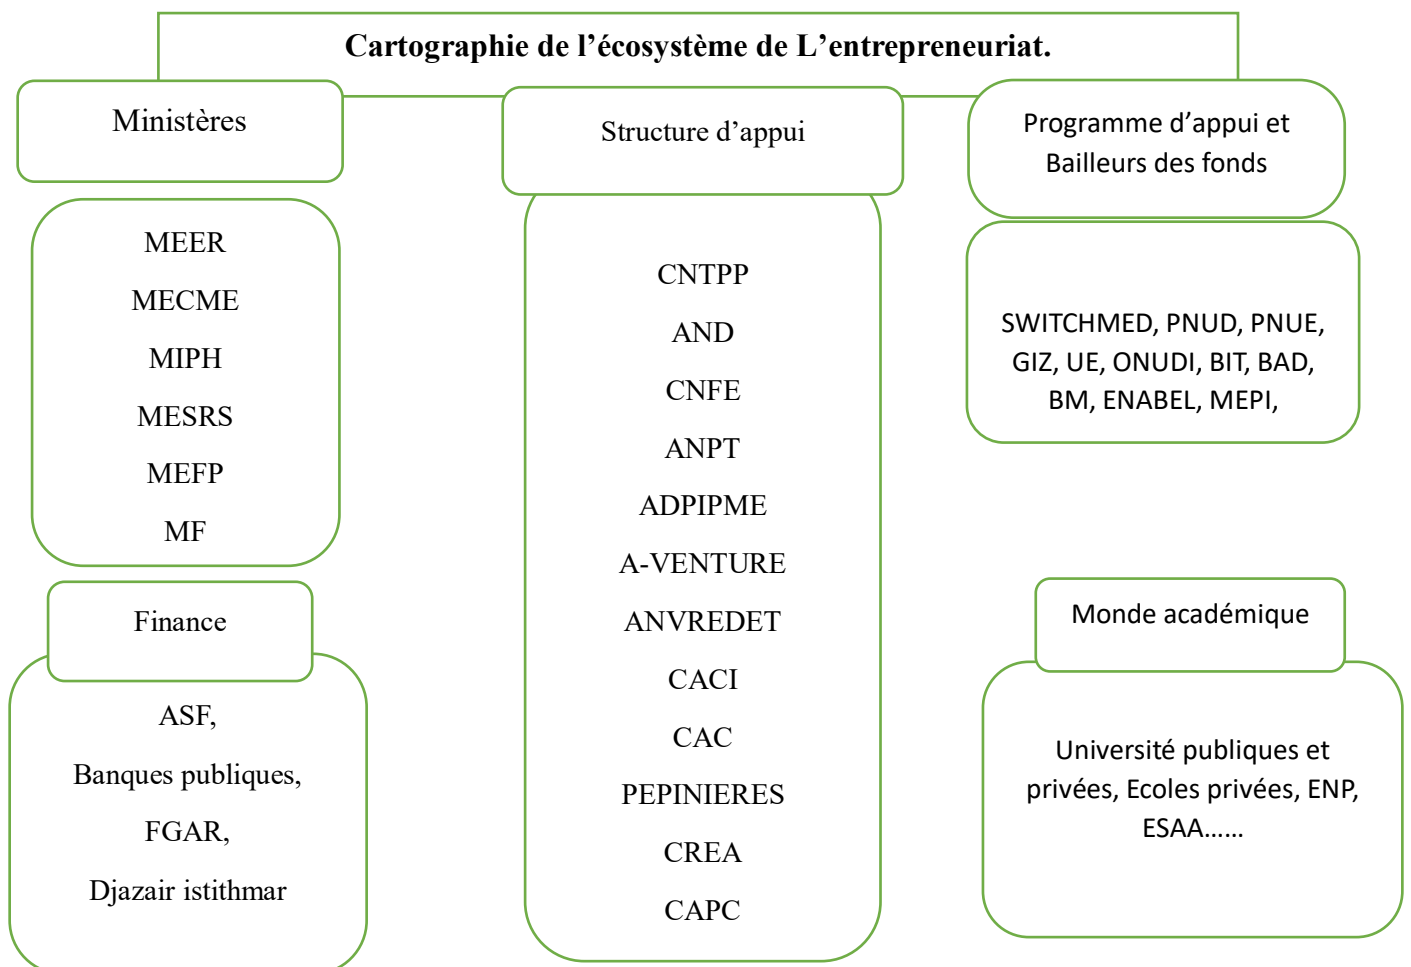 Cartographie de l’écosystème de L’entrepreneuriat.
Ministères
MEER
MECME
MIPH
MESRS
MEFP
MF
Finance
ASF,
Banques publiques,
FGAR,
Djazair istithmar
Structure d’appui
CNTPP
AND
CNFE
ANPT
ADPIPME
A-VENTURE
ANVREDET
CACI
CAC
PEPINIERES
CREA
CAPC
Programme d’appui et
Bailleurs des fonds
SWITCHMED, PNUD, PNUE,
GIZ, UE, ONUDI, BIT, BAD,
BM, ENABEL, MEPI,
Monde académique
Université publiques et
privées, Ecoles privées, ENP,
ESAA......